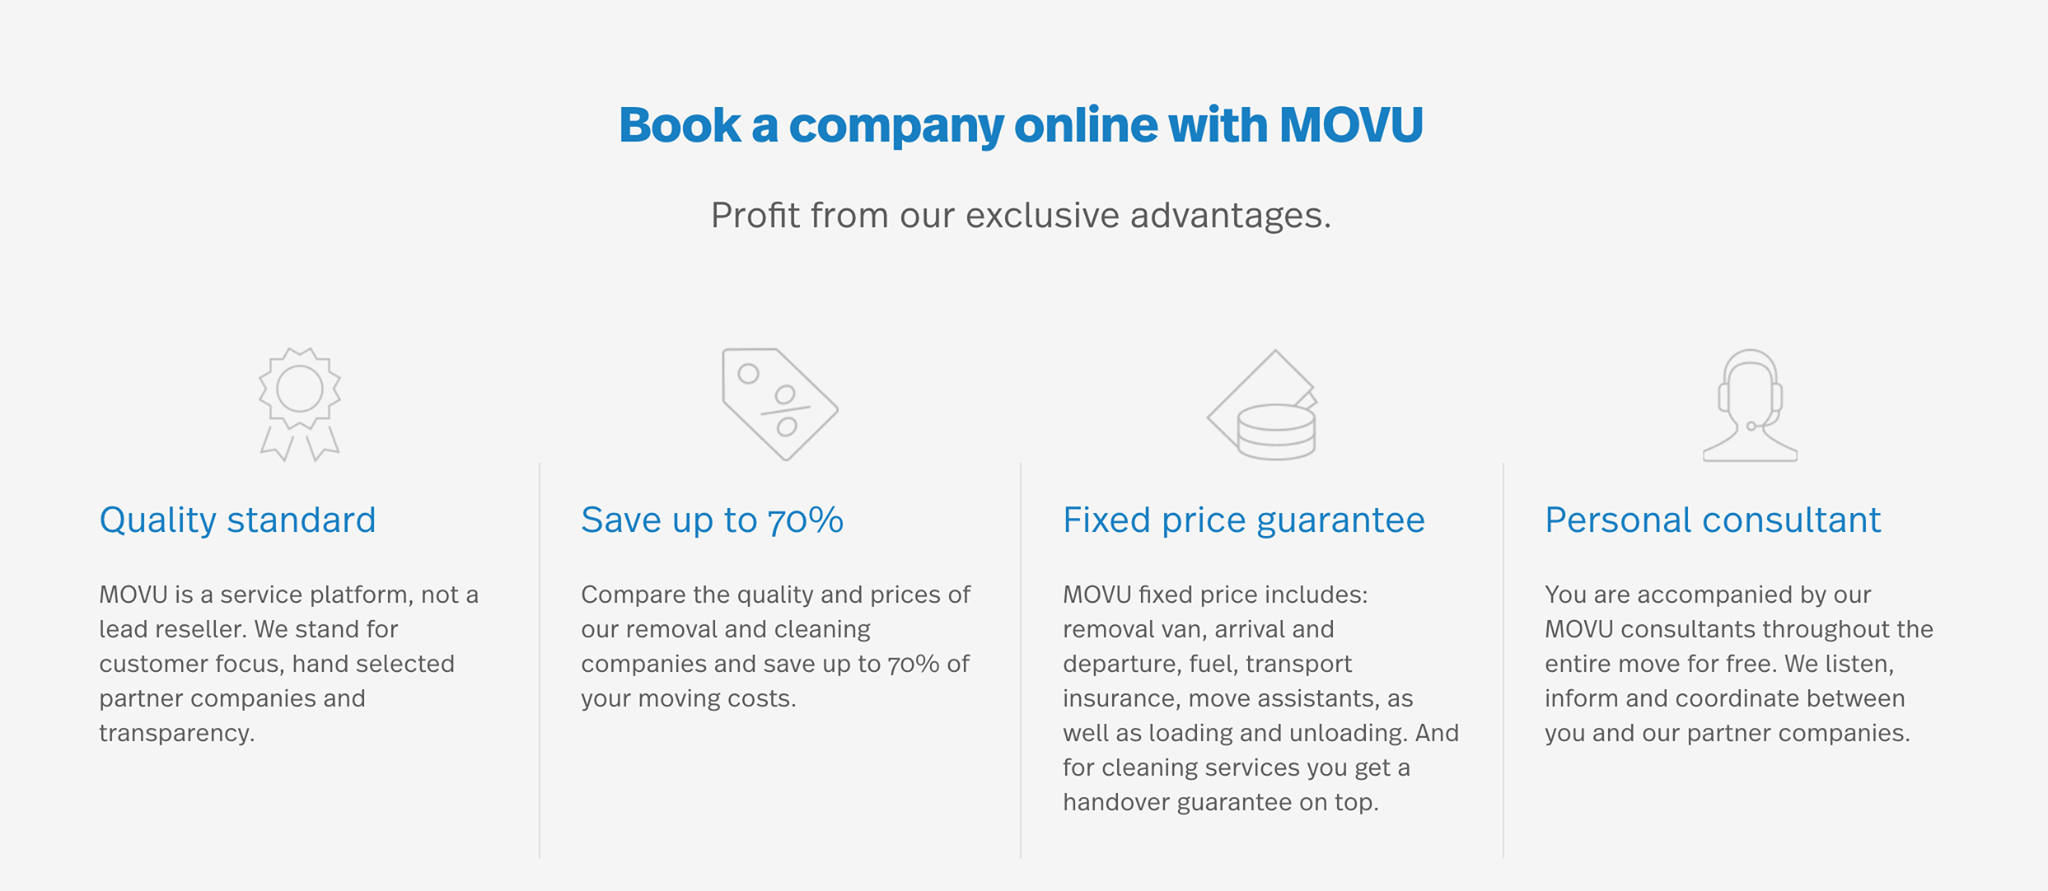 Book a company online with MOVU
Profit from our exclusive advantages.
Quality standard
MOVU is a service platform, not a
lead reseller. We stand for
customer focus, hand selected
partner companies and
transparency.
Save up to 70%
Compare the quality and prices of
our removal and cleaning
companies and save up to 70% of
your moving costs.
Fixed price guarantee
MOVU fixed price includes:
removal van, arrival and
departure, fuel, transport
insurance, move assistants, as
well as loading and unloading. And
for cleaning services you get a
handover guarantee on top.
Personal consultant
You are accompanied by our
MOVU consultants throughout the
entire move for free. We listen,
inform and coordinate between
you and our partner companies.